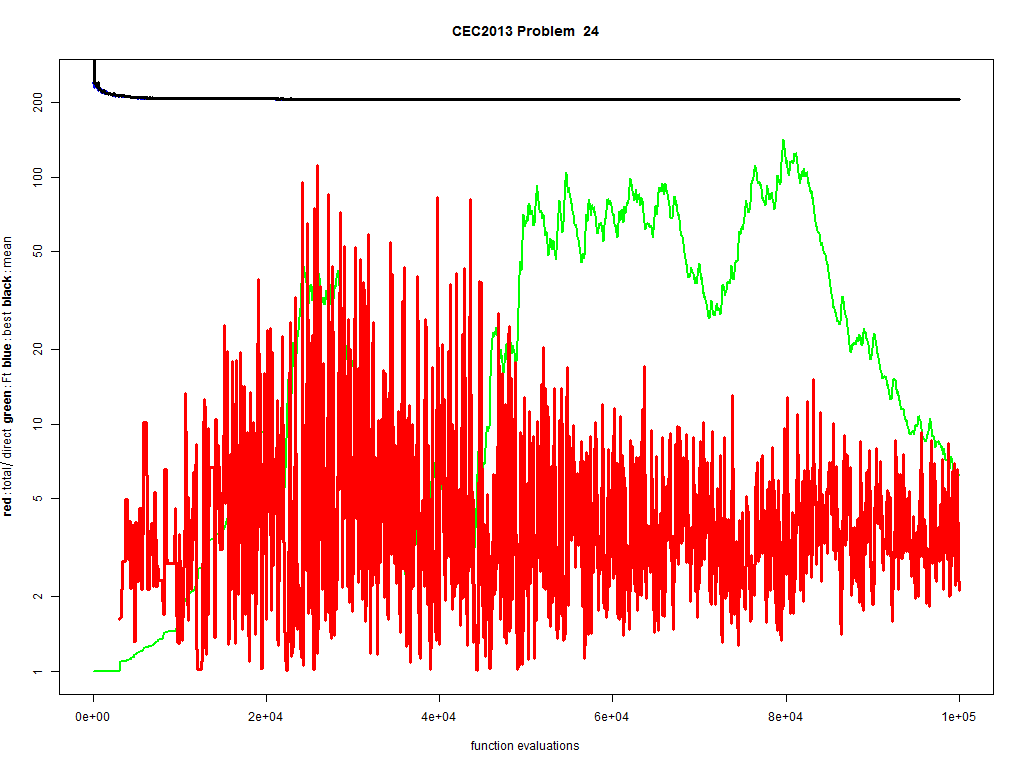 CEC2013 Problem 24
red : total/ direct green : Ft blue : best black : mean
200
100
50
20
10
5
2
1
0e+00 2e+04 4e+04 6e+04 8e+04 1e+05
function evaluations